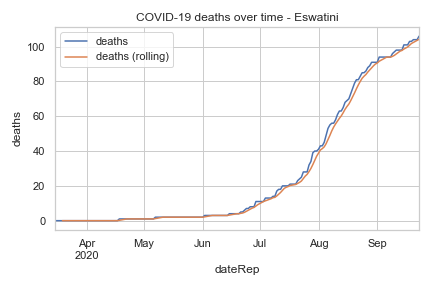 COVID-19 deaths over time - Eswatini
deaths
deaths (rolling)
100
80
60
40
20
0
deaths
Apr
2020
May
Jun
Jul
Aug
Sep
dateRep